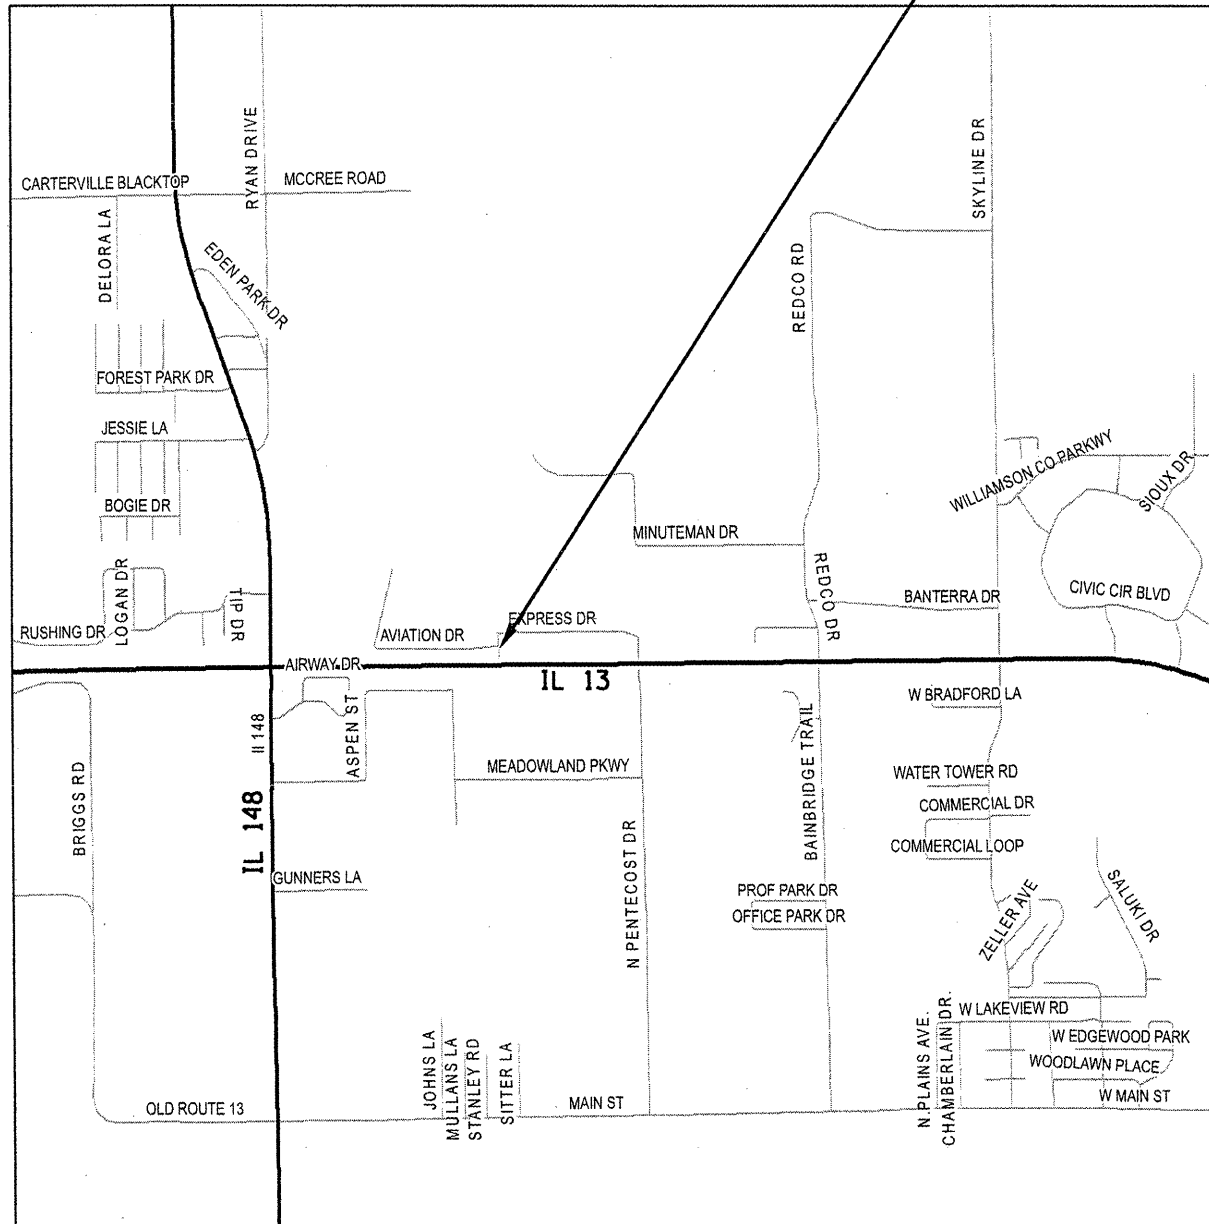 RYAN DRIVE
SKYLINE DR
CARTERVILLE BLACKTOP
MCCREE ROAD
DELORA LA
EDEN PARK DR
REDCO RD
FOREST PARK DR
JESSIE LA
WILLIAMSON CO PARKWY
SIOUX DR
BOGIE DR
MINUTEMAN DR
LOGAN DR
TIP DR
REDCO DR
BANTERRA DR
CIVIC CIR BLVD
RUSHING DR
AVIATION DR
EXPRESS DR
AIRWAY DR
IL 13
W BRADFORD LA
II 148
ASPEN ST
BAINBRIDGE TRAIL
MEADOWLAND PKWY
WATER TOWER RD
BRIGGS RD
COMMERCIAL DR
IL 148
COMMERCIAL LOOP
GUNNERS LA
N PENTECOST DR
PROF PARK DR
OFFICE PARK DR
ZELLER AVE
SALUKI DR
W LAKEVIEW RD
N.PLAINS AVE.
CHAMBERLAIN DR.
W EDGEWOOD PARK
WOODLAWN PLACE
JOHNS LA
MULLANS LA
STANLEY RD
SITTER LA
OLD ROUTE 13
MAIN ST
W MAIN ST